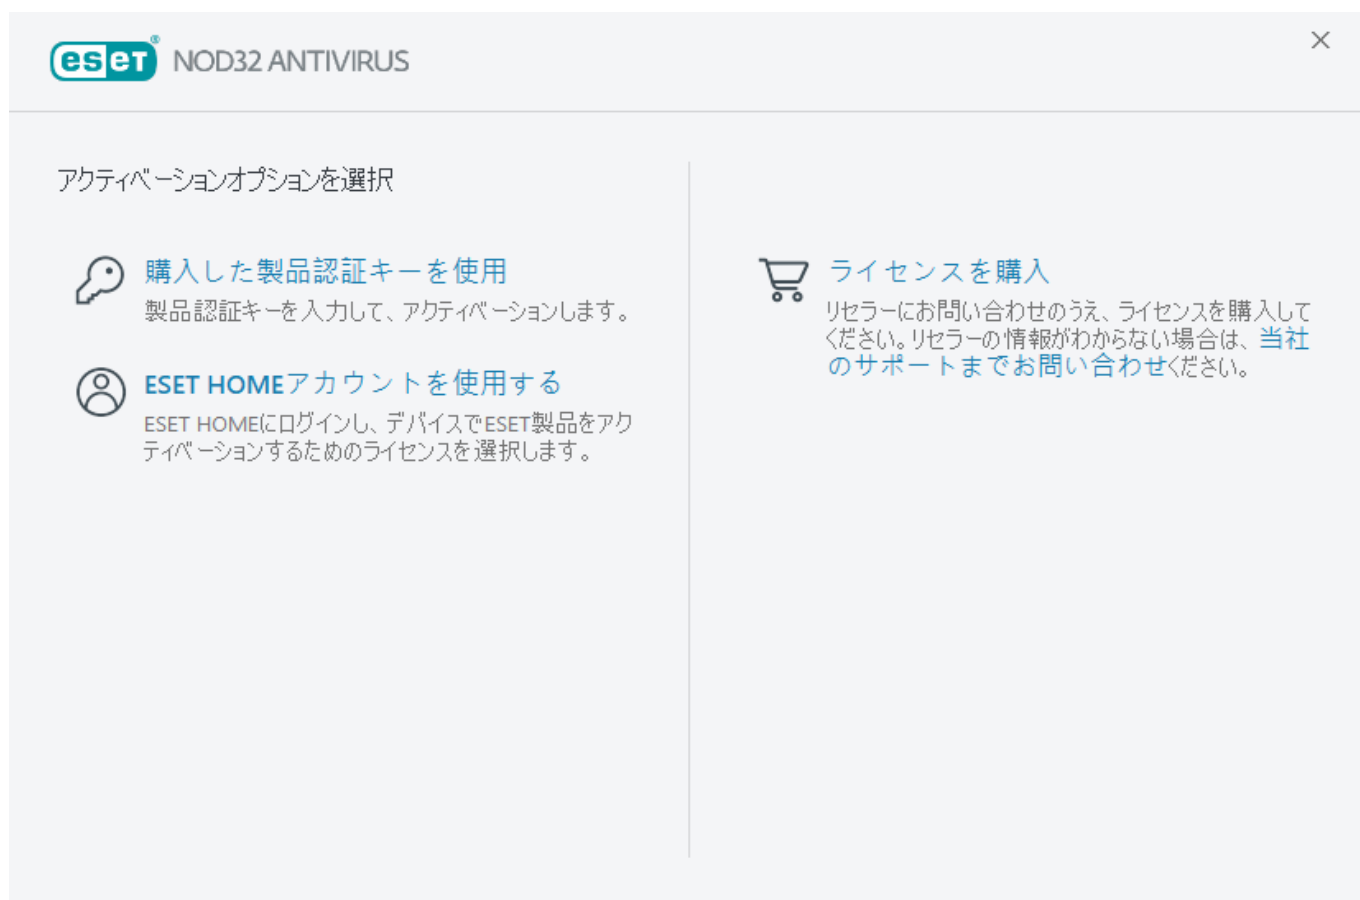 eset® NOD32 ANTIVIRUS
アクティベーションオプションを選択
購入した製品認証キーを使用
製品認証キーを入力して、アクティベーションします。
ESET HOMEアカウントを使用する
ESET HOMEにログインし、デバイスでESET製品をアク
ティベーションするためのライセンスを選択します。
ライセンスを購入
リセラーにお問い合わせのうえ、ライセンスを購入して
ください。リセラーの情報がわからない場合は、当社
のサポートまでお問い合わせください。